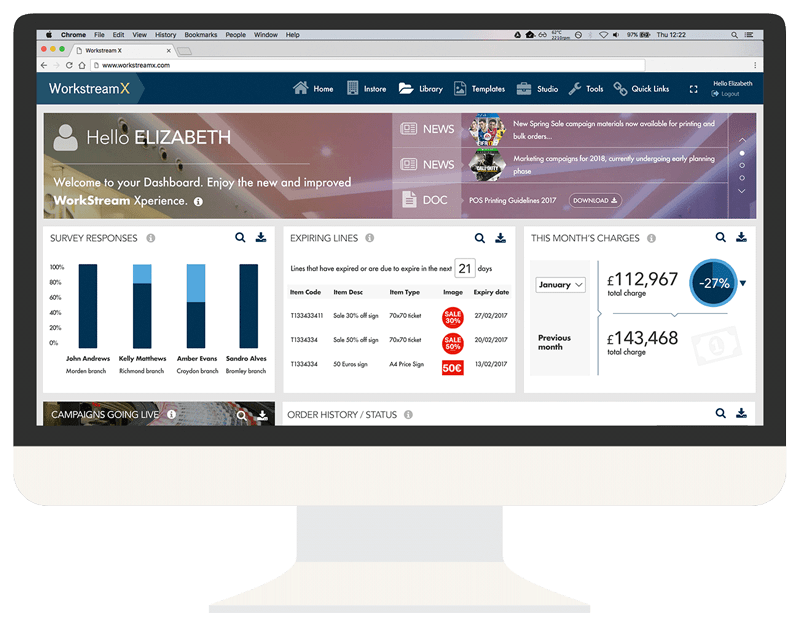 Chrome File Edit View History Bookmarks People Window Help 62°C 2210rpm 97% Thu 12:22
Workstream X
www.workstreamx.com
WorkstreamX Home Instore Library Templates Studio Tools Quick Links Hello Elizabeth
Logout
Hello ELIZABETH
Welcome to your Dashboard. Enjoy the new and improved
WorkStream Xperience.
NEWS New Spring Sale campaign materials now available for printing and
bulk orders...
NEWS Marketing campaigns for 2018, currently undergoing early planning
phase
DOC POS Printing Guidelines 2017 DOWNLOAD
SURVEY RESPONSES
100%
80%
60%
40%
20%
0%
John Andrews Kelly Matthews Amber Evans Sandro Alves
Morden branch Richmond branch Croydon branch Bromley branch
EXPIRING LINES
Lines that have expired or are due to expire in the next 21 days
Item Code Item Desc Item Type Image Expiry date
T133433411 Sale 30% off sign 70x70 ticket SALE 30% 27/02/2017
T1334334 Sale 50% off sign 70x70 ticket SALE 50% 20/02/2017
T1334334 50 Euros sign A4 Price Sign 50€ 13/02/2017
THIS MONTH'S CHARGES
January £112,967 -27%
total charge
Previous
month £143,468
total charge
CAMPAIGNS GOING LIVE
ORDER HISTORY / STATUS